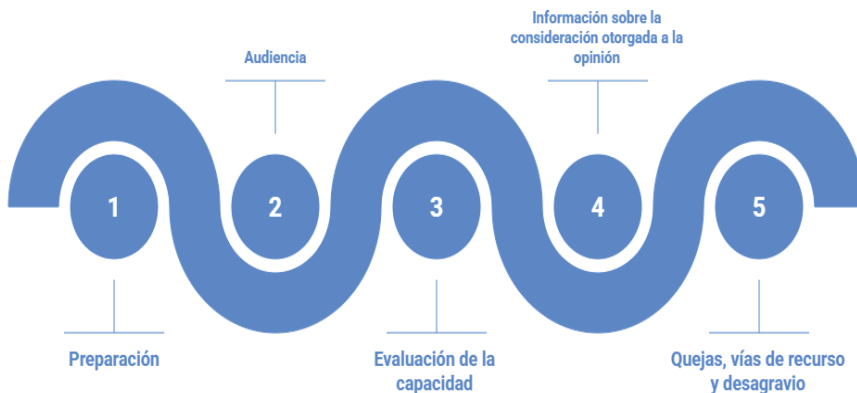 1
Preparación
2
Audiencia
3
Evaluación de la
capacidad
4
Información sobre la
consideración otorgada a la
opinión
5
Quejas, vías de recurso
y desagravio